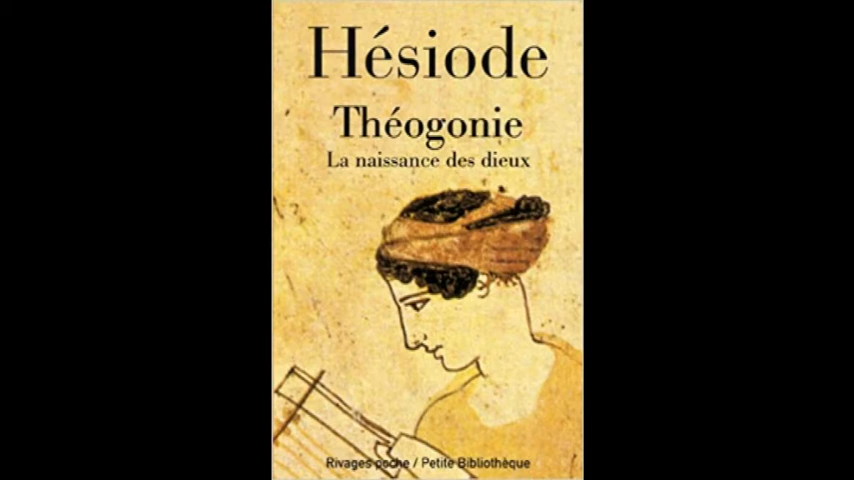 Hésiode
Théogonie
La naissance des dieux
Rivages poche / Petite Bibliothèque